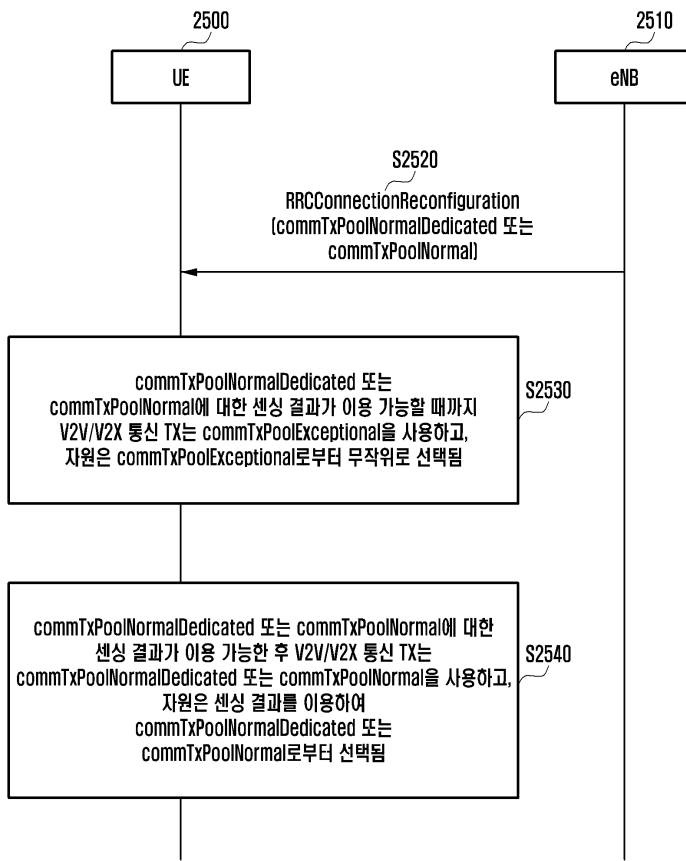 2500
2510
UE
eNB
S2520
RRCConnectionReconfiguration
(commTxPoolNormalDedicated 또는
commTxPoolNormal)
commTxPoolNormalDedicated 또는
commTxPoolNormal에 대한 센싱 결과가 이용 가능할 때까지
V2V/V2X 통신 TX는 commTxPoolExceptional을 사용하고,
자원은 commTxPoolExceptional로부터 무작위로 선택됨
S2530
commTxPoolNormalDedicated 또는 commTxPoolNormal에 대한
센싱 결과가 이용 가능한 후 V2V/V2X 통신 TX는
commTxPoolNormalDedicated 또는 commTxPoolNormal을 사용하고,
자원은 센싱 결과를 이용하여
commTxPoolNormalDedicated 또는
commTxPoolNormal로부터 선택됨
S2540